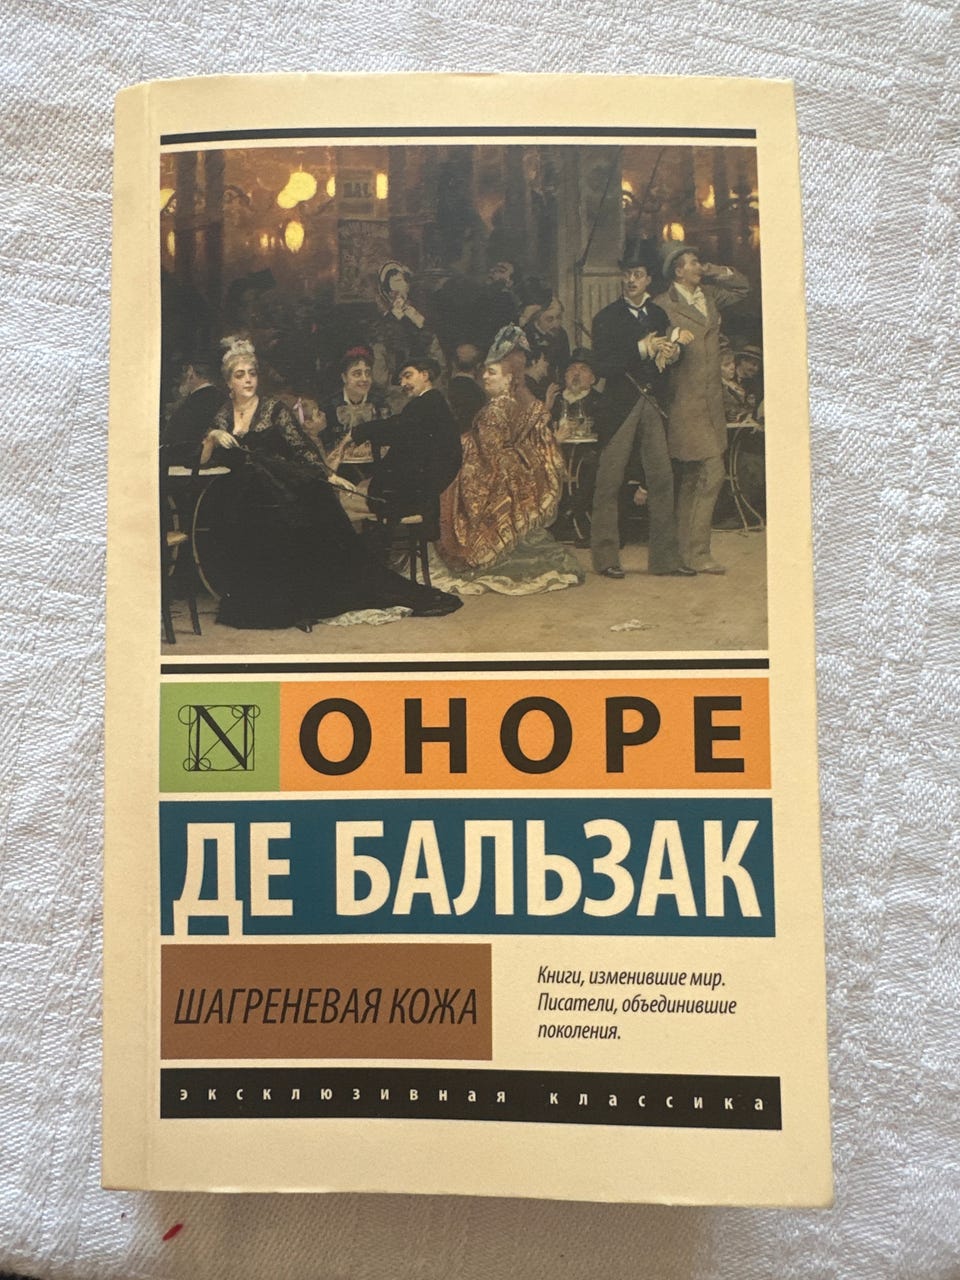 N ОНОРЕ
ДЕ БАЛЬЗАК
ШАГРЕНЕВАЯ КОЖА
Книги, изменившие мир.
Писатели, объединившие
поколения.
эксклюзивная классика